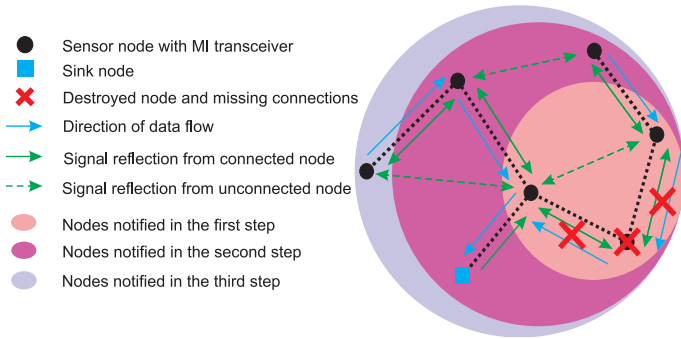 Sensor node with MI transceiver
Sink node
Destroyed node and missing connections
Direction of data flow
Signal reflection from connected node
Signal reflection from unconnected node
Nodes notified in the first step
Nodes notified in the second step
Nodes notified in the third step